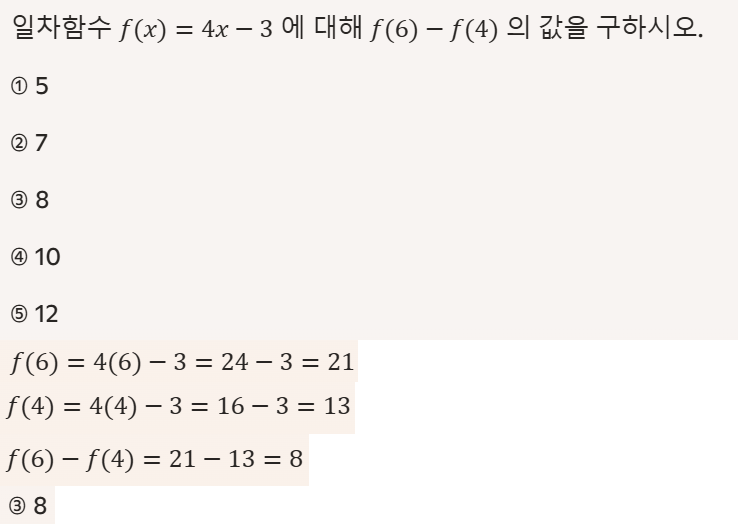 일차함수 f(x) = 4x − 3 에 대해 f(6) − f(4) 의 값을 구하시오.
① 5
② 7
③ 8
④ 10
⑤ 12
f(6) = 4(6) − 3 = 24 − 3 = 21
f(4) = 4(4) − 3 = 16 − 3 = 13
f(6) − f(4) = 21 − 13 = 8
③ 8